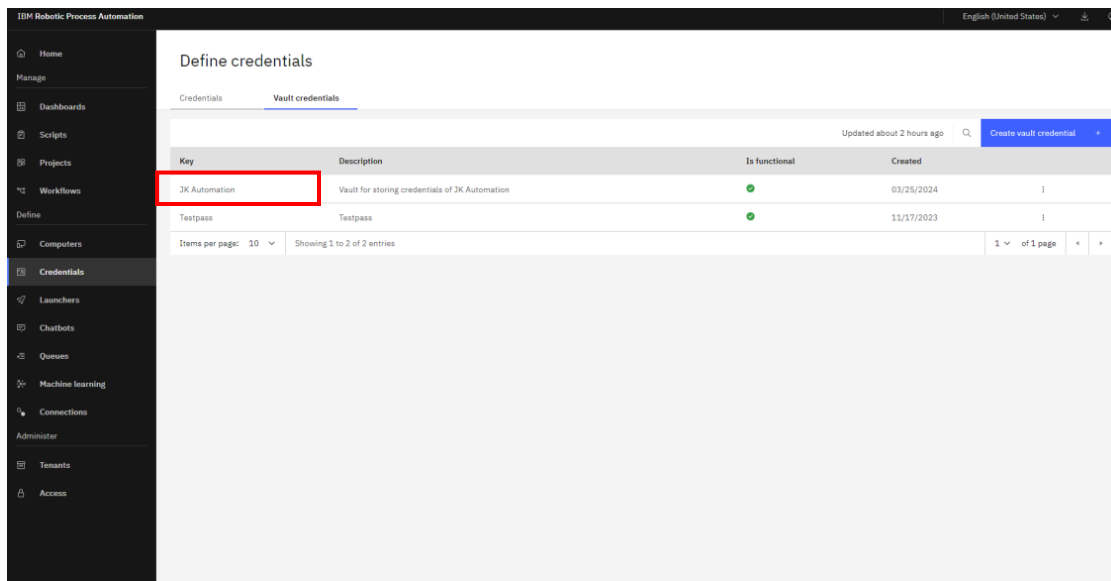 IBM Robotic Process Automation
English (United States)
Home
Manage
Dashboards
Scripts
Projects
Workflows
Define
Computers
Credentials
Launchers
Chatbots
Queues
Machine learning
Connections
Administer
Tenants
Access
Define credentials
Credentials Vault credentials
Updated about 2 hours ago Create vault credential +
Key Description Is functional Created
JK Automation Vault for storing credentials of JK Automation 03/25/2024
Testpass Testpass 11/17/2023
Items per page: 10 Showing 1 to 2 of 2 entries 1 of 1 page